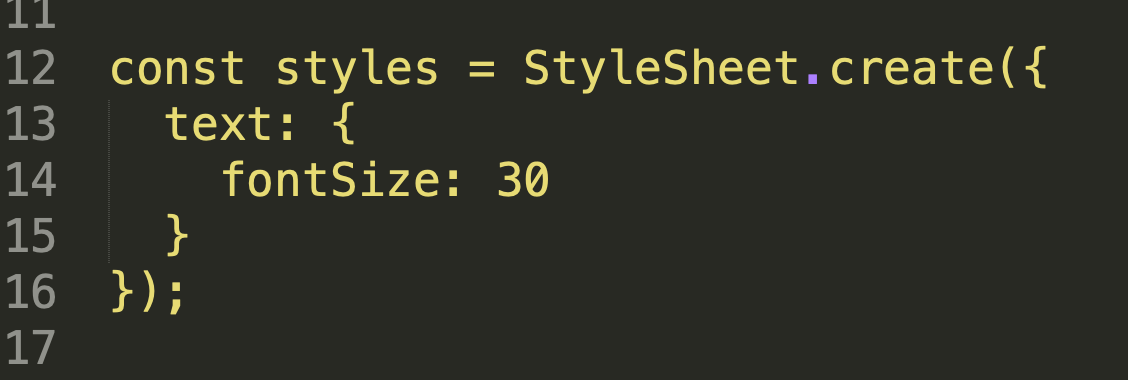 11
12 const styles = StyleSheet.create({
13   text: {
14     fontSize: 30
15   }
16 });
17